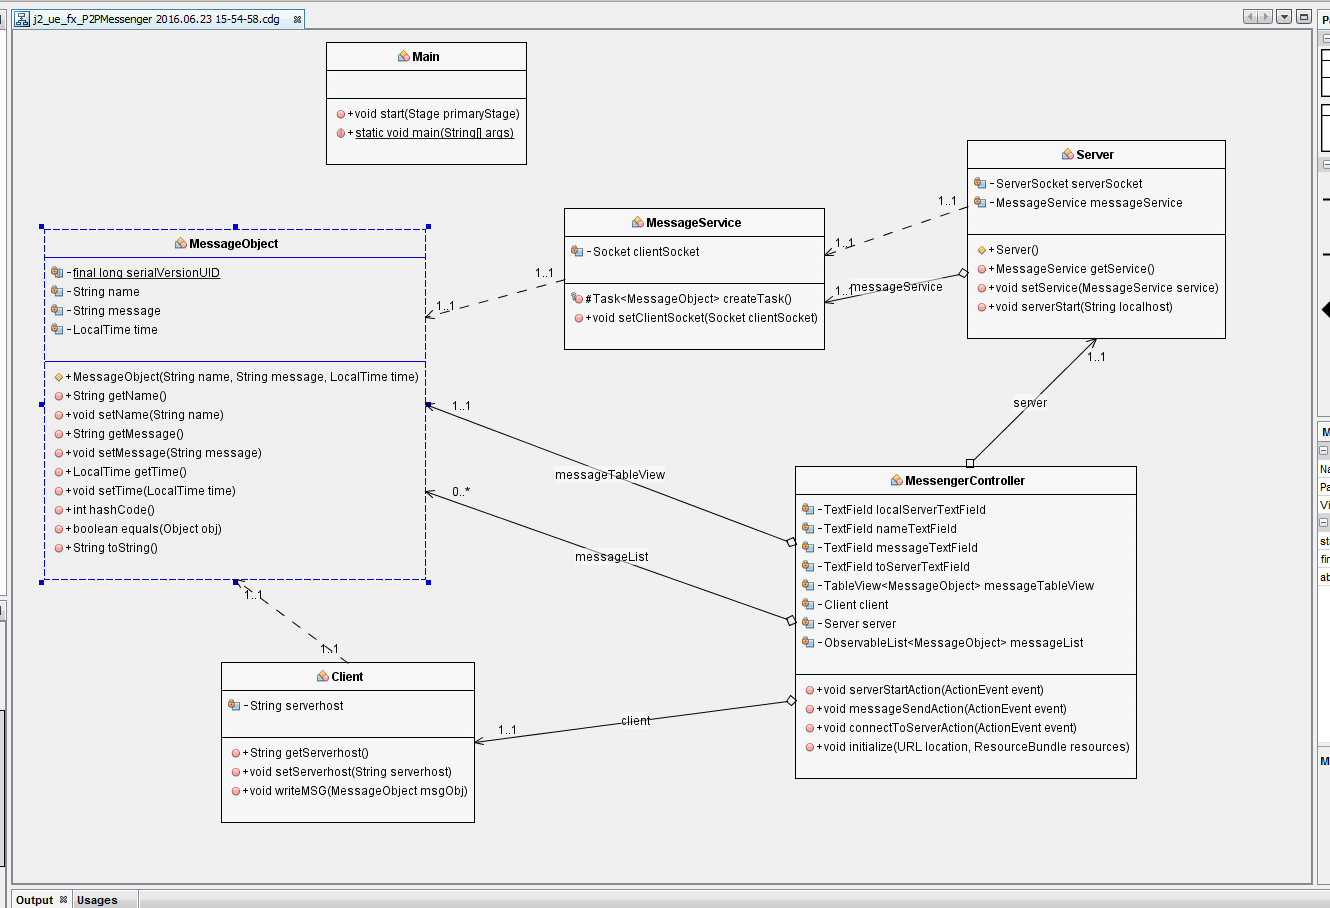 j2_ue_fx_P2PMessenger 2016.06.23 15-54-58.cdg
Main
+void start(Stage primaryStage)
+static void main(String[] args)
Server
-ServerSocket serverSocket
-MessageService messageService
+Server()
+MessageService getService()
+void setService(MessageService service)
+void serverStart(String localhost)
1..1
1..1
messageService
1..1
MessageService
-Socket clientSocket
#Task<MessageObject> createTask()
+void setClientSocket(Socket clientSocket)
1..1
1..1
MessageObject
-final long serialVersionUID
-String name
-String message
-LocalTime time
+MessageObject(String name, String message, LocalTime time)
+String getName()
+void setName(String name)
+String getMessage()
+void setMessage(String message)
+LocalTime getTime()
+void setTime(LocalTime time)
+int hashCode()
+boolean equals(Object obj)
+String toString()
1..1
server
1..1
messageTableView
0..*
messageList
MessengerController
-TextField localServerTextField
-TextField nameTextField
-TextField messageTextField
-TextField toServerTextField
-TableView<MessageObject> messageTableView
-Client client
-Server server
-ObservableList<MessageObject> messageList
+void serverStartAction(ActionEvent event)
+void messageSendAction(ActionEvent event)
+void connectToServerAction(ActionEvent event)
+void initialize(URL location, ResourceBundle resources)
1..1
1..1
client
1..1
Client
-String serverhost
+String getServerhost()
+void setServerhost(String serverhost)
+void writeMSG(MessageObject msgObj)
Output
Usages